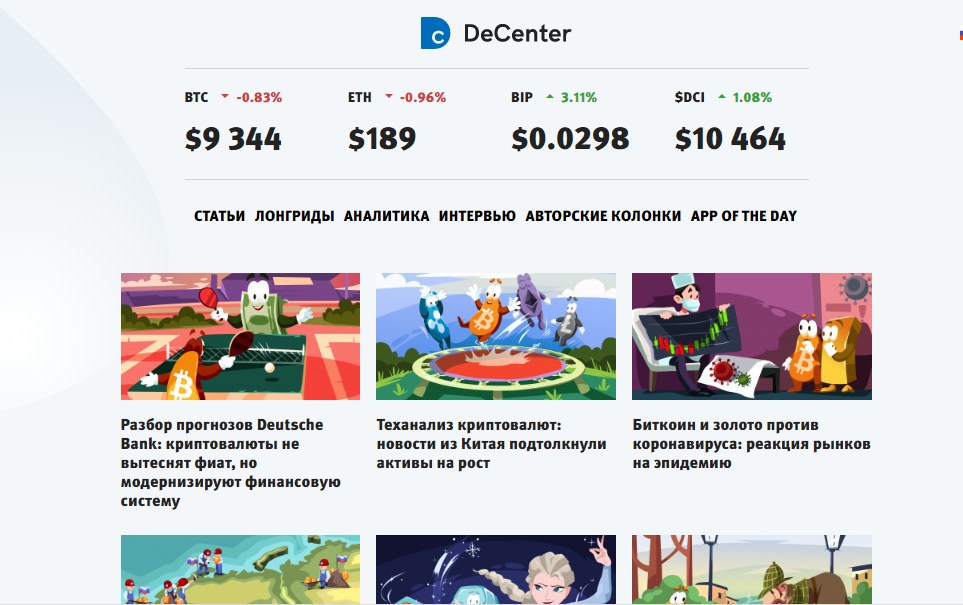 DeCenter
BTC -0.83% ETH -0.96% BIP 3.11% $DCI 1.08%
$9 344 $189 $0.0298 $10 464
СТАТЬИ ЛОНГРИДЫ АНАЛИТИКА ИНТЕРВЬЮ АВТОРСКИЕ КОЛОНКИ APP OF THE DAY
Разбор прогнозов Deutsche
Bank: криптовалюты не
вытеснят фиат, но
модернизируют финансовую
систему
Теханализ криптовалют:
новости из Китая подтолкнули
активы на рост
Биткоин и золото против
коронавируса: реакция рынков
на эпидемию